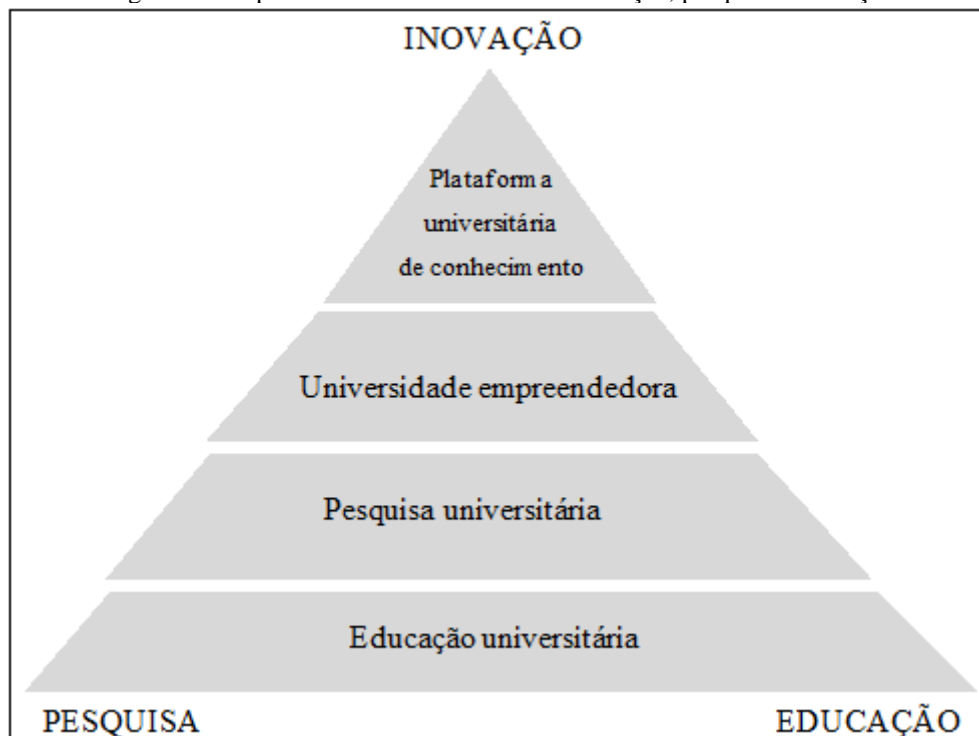 INOVAÇÃO
Plataforma
universitária
de conhecimento
Universidade empreendedora
Pesquisa universitária
Educação universitária
PESQUISA
EDUCAÇÃO